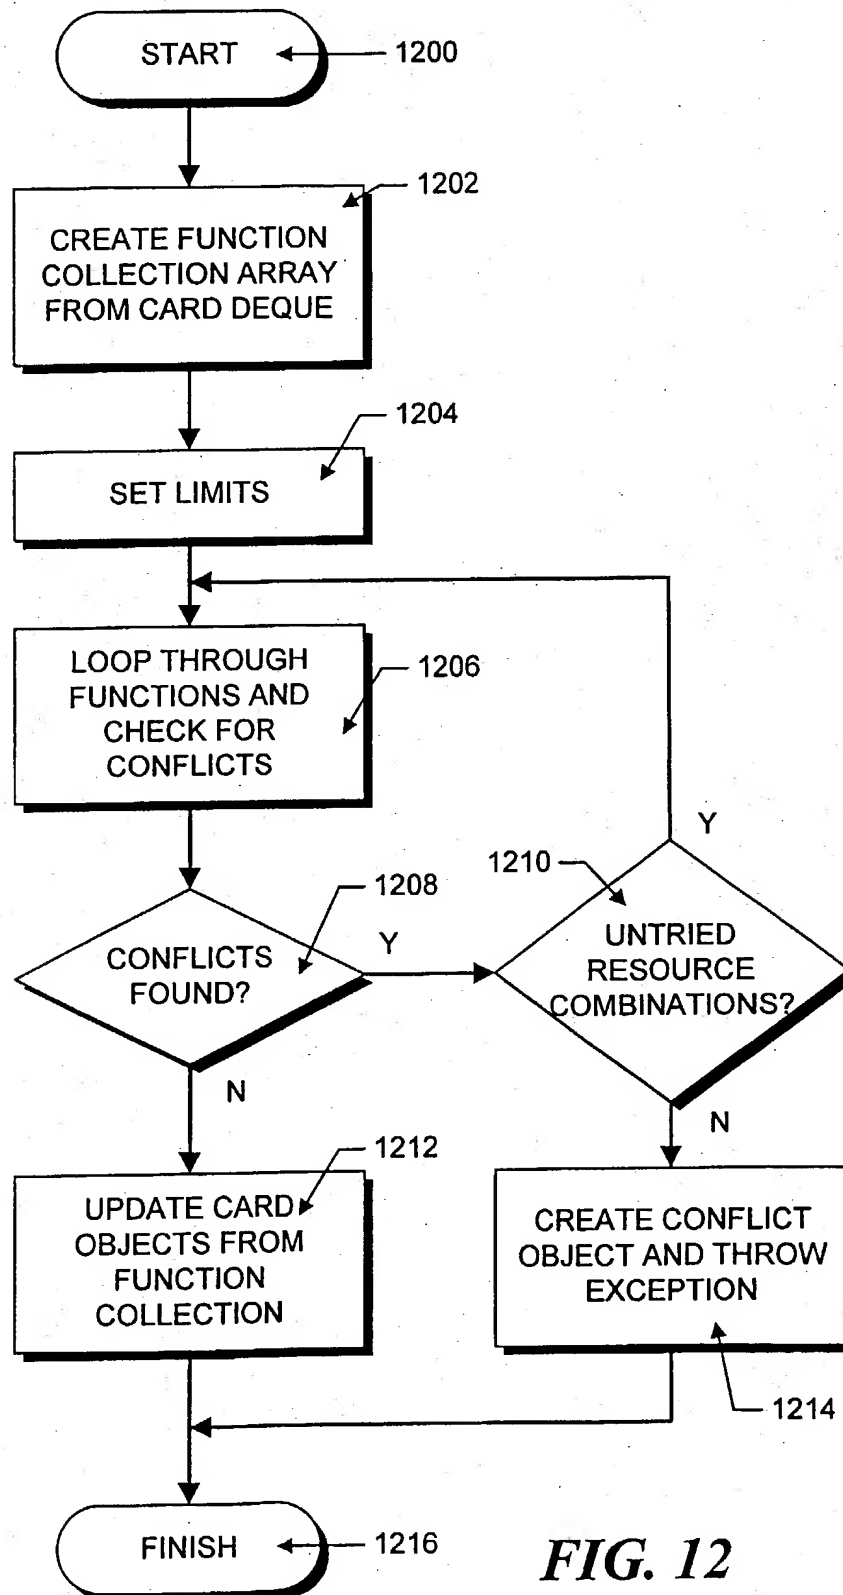 START
1200
1202
CREATE FUNCTION
COLLECTION ARRAY
FROM CARD DEQUE
1204
SET LIMITS
LOOP THROUGH
FUNCTIONS AND
CHECK FOR
CONFLICTS
1206
Y
1210
1208
CONFLICTS
FOUND?
Y
UNTRIED
RESOURCE
COMBINATIONS?
N
N
1212
UPDATE CARD
OBJECTS FROM
FUNCTION
COLLECTION
CREATE CONFLICT
OBJECT AND THROW
EXCEPTION
1214
FINISH
1216
FIG. 12